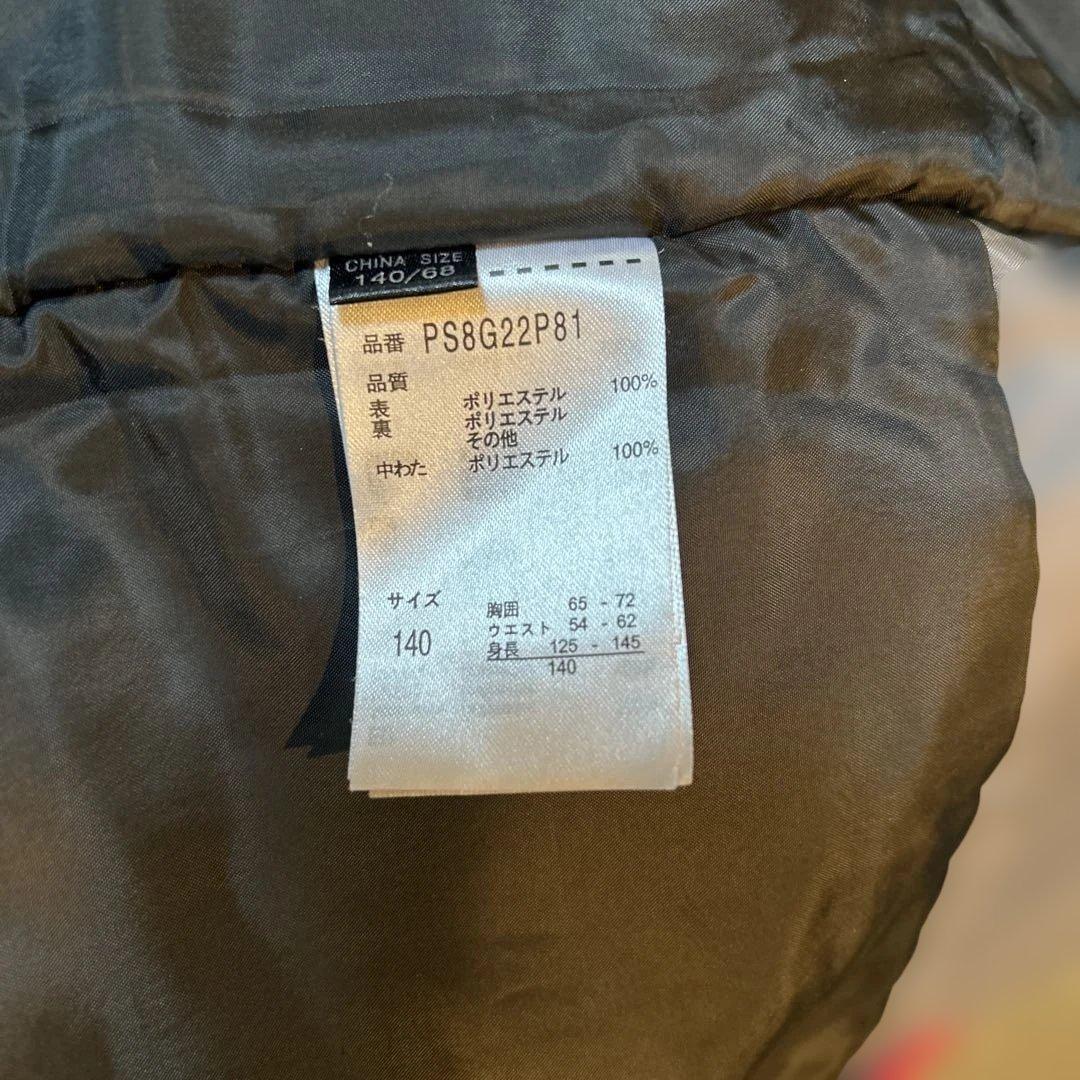 CHINA SIZE
140/68
品番 PS8G22P81
品質
表 ポリエステル 100%
裏 ポリエステル
その他
中わた ポリエステル 100%
サイズ
140
胸囲 65 - 72
ウエスト 54 - 62
身長 125 - 145
140